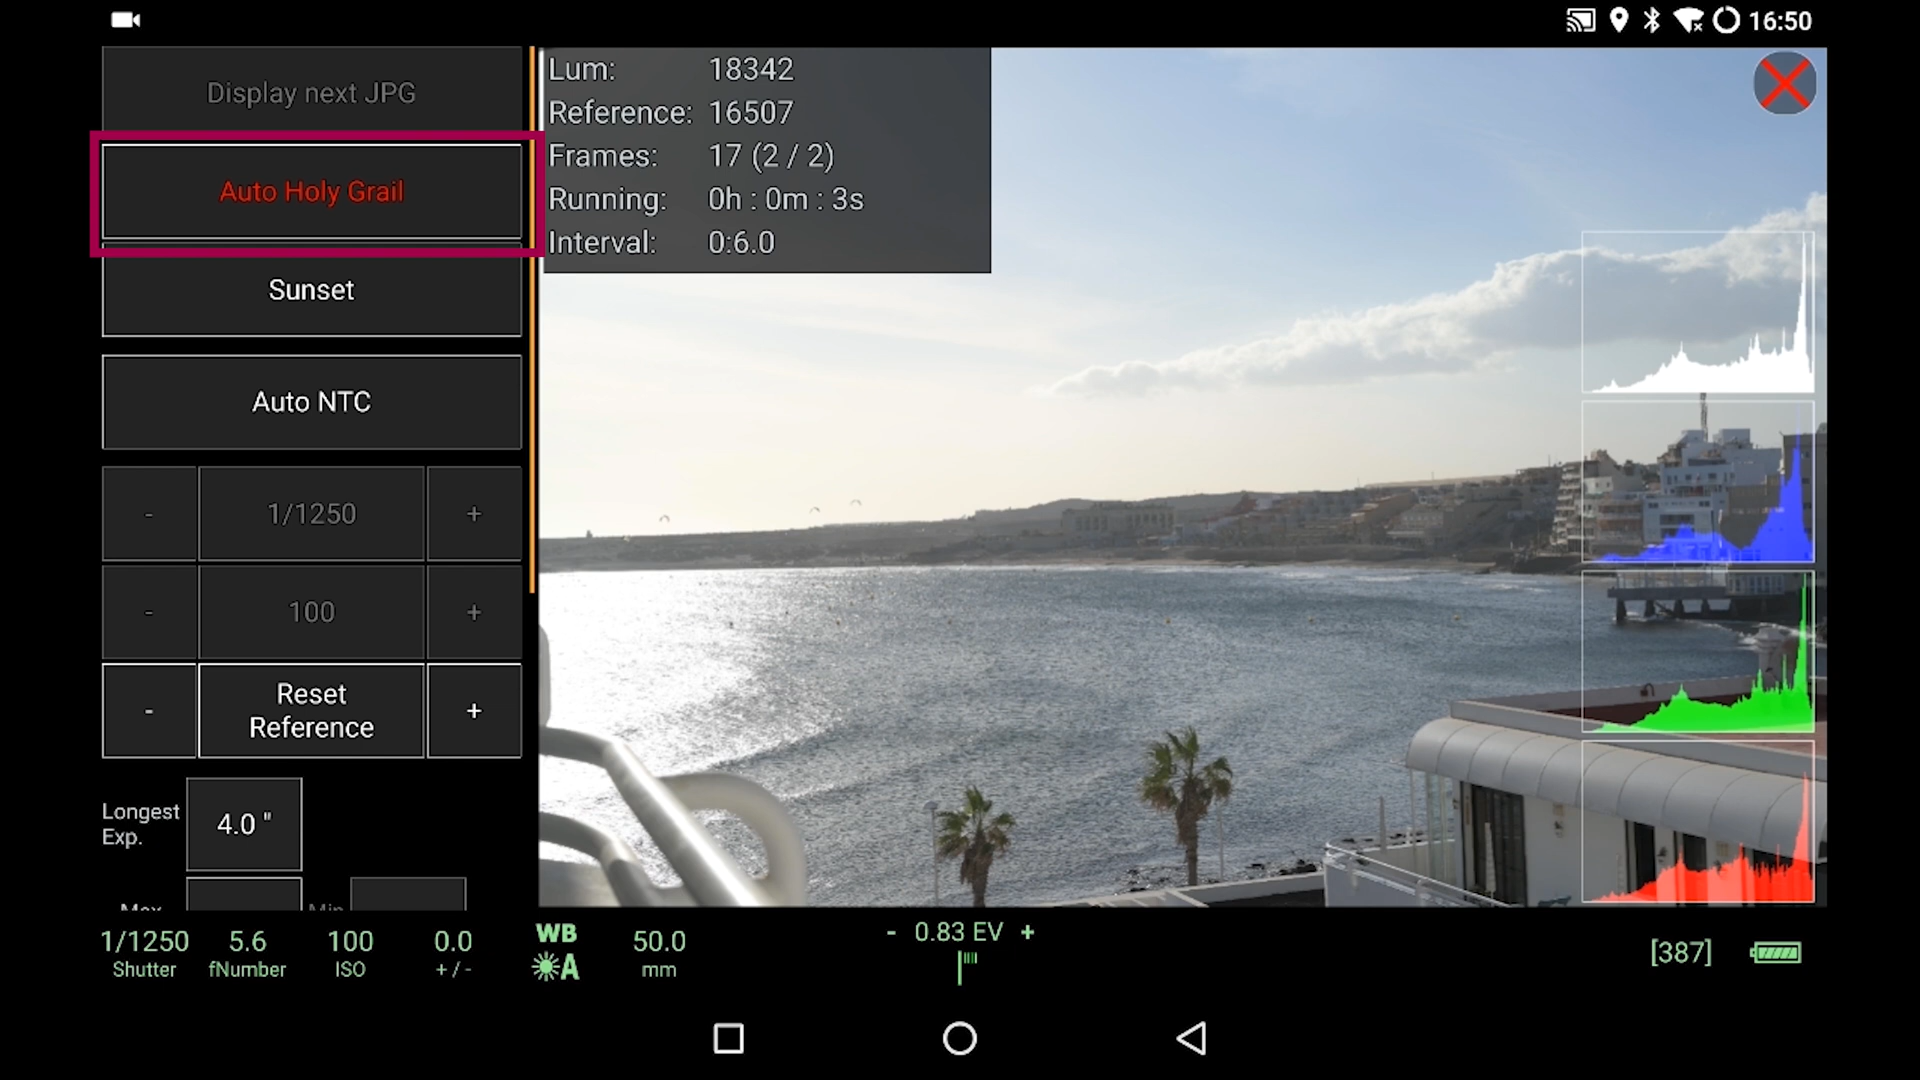 16:50
Display next JPG
Auto Holy Grail
Sunset
Auto NTC
- 1/1250 +
- 100 +
- Reset Reference +
Longest Exp. 4.0 "
Max Min
Lum: 18342
Reference: 16507
Frames: 17 (2 / 2)
Running: 0h : 0m : 3s
Interval: 0:6.0
1/1250 5.6 100 0.0 WB 50.0 - 0.83 EV + [387]
Shutter fNumber ISO + / - A mm